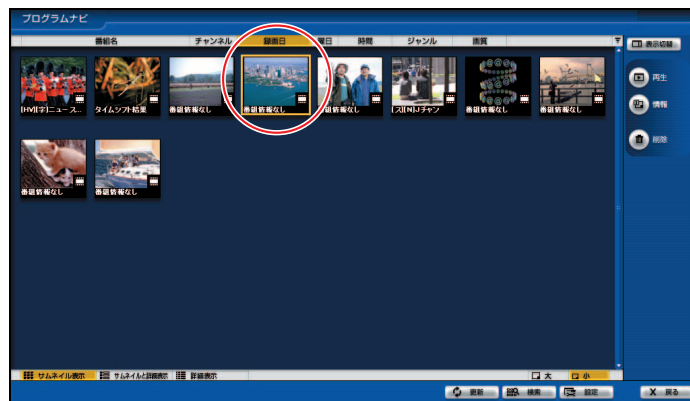 プログラムナビ
番組名 チャンネル 録画日 曜日 時間 ジャンル 画質
表示切替
[HV][字]ニュース... タイムシフト結果 番組情報なし 番組情報なし 番組情報なし [ス][N]Jチャン 番組情報なし 番組情報なし
再生
情報
削除
番組情報なし 番組情報なし
サムネイル表示 サムネイルと詳細表示 詳細表示 大 小
更新 検索 設定 X 戻る